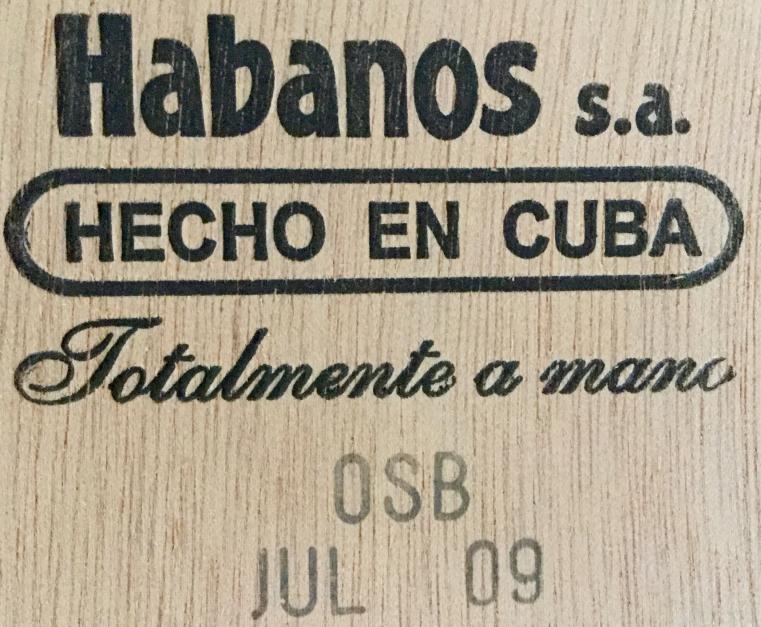 Habanos s.a.
HECHO EN CUBA
Totalmente a mano
OSB
JUL 09